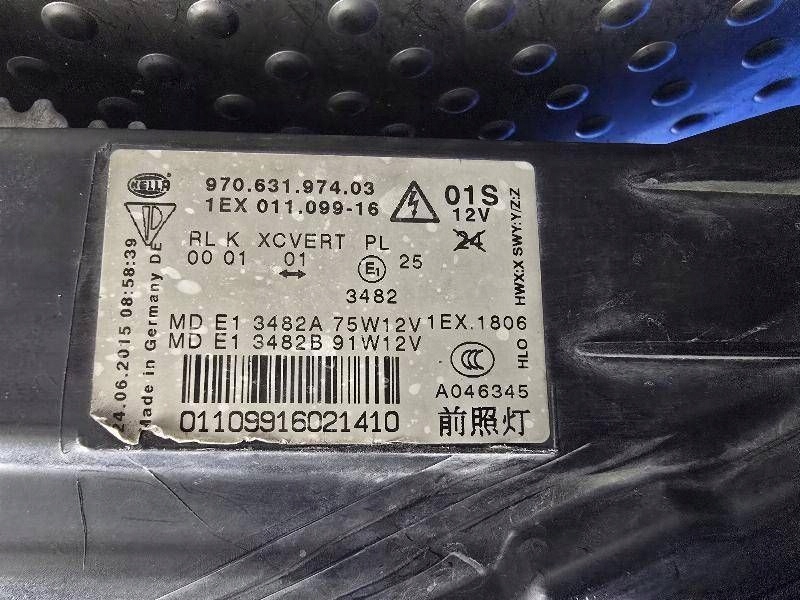 HELLA
970.631.974.03
1EX 011.099-16
01S
12V
24
RL K XCVERT PL
00 01 01
E1
25
3482
MD E1 3482A 75W12V 1EX.1806
MD E1 3482B 91W12V
CCC
A046345
01109916021410
前照灯
24.06.2015 08:58:39
Made in Germany DE
HWX:X SWY:Y/Z:Z
HLO